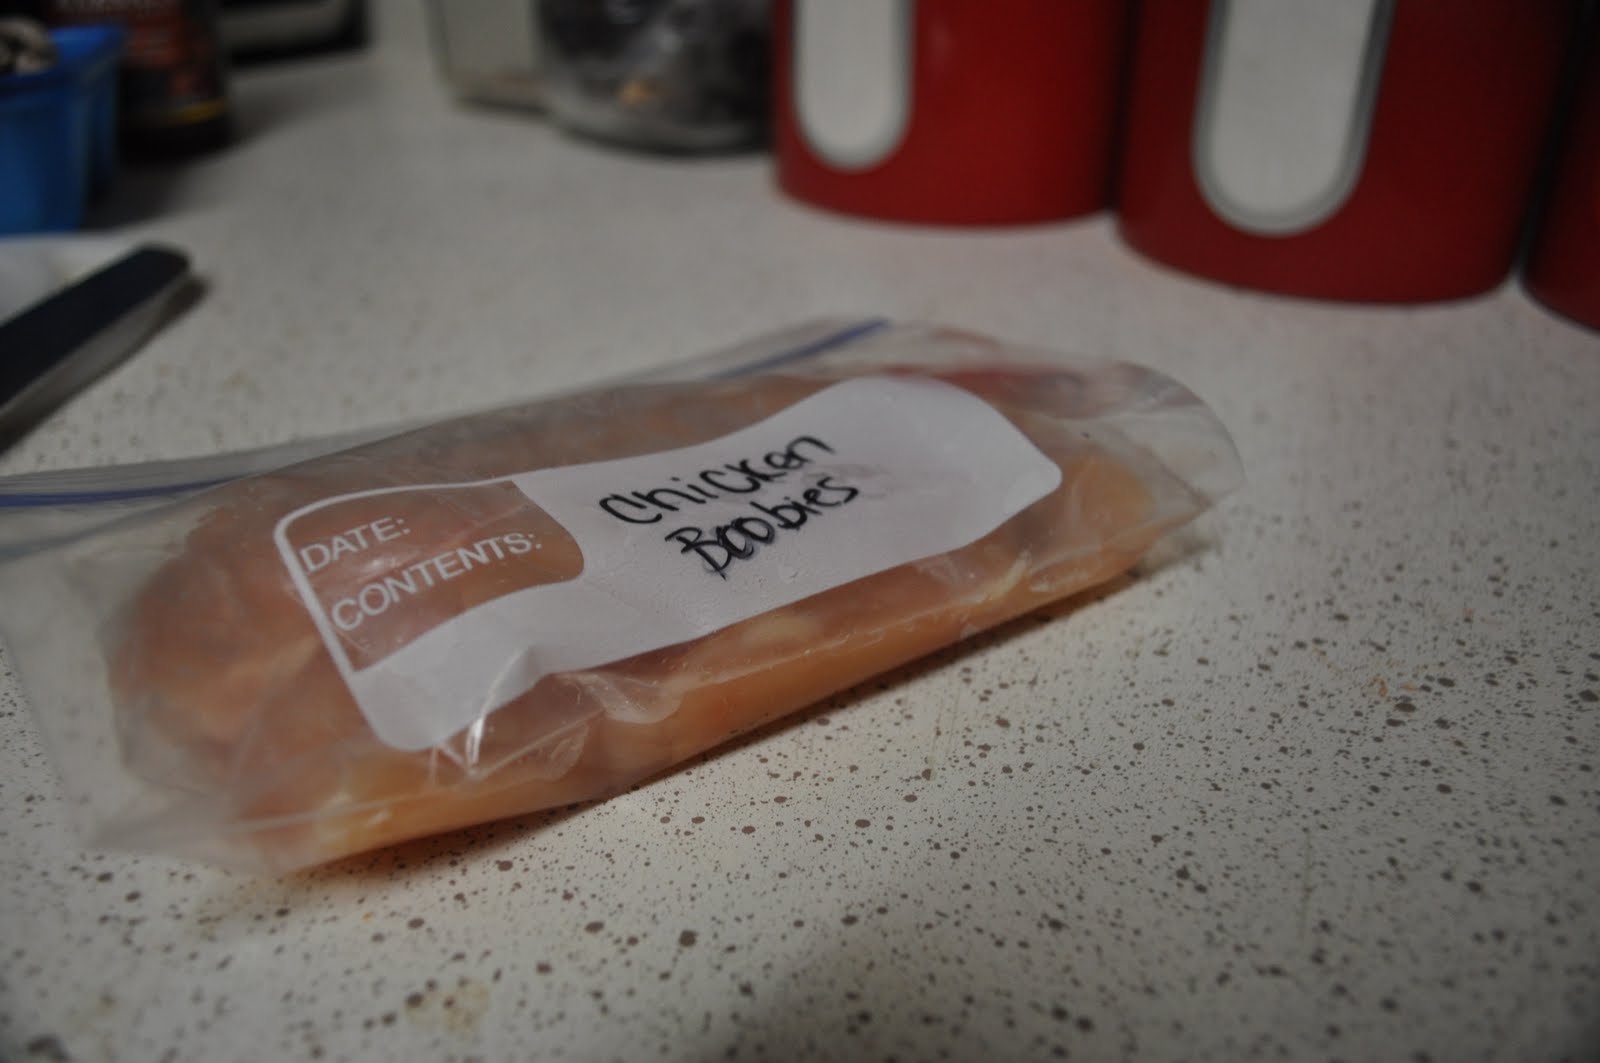 DATE:
CONTENTS:
Chicken
Boobies